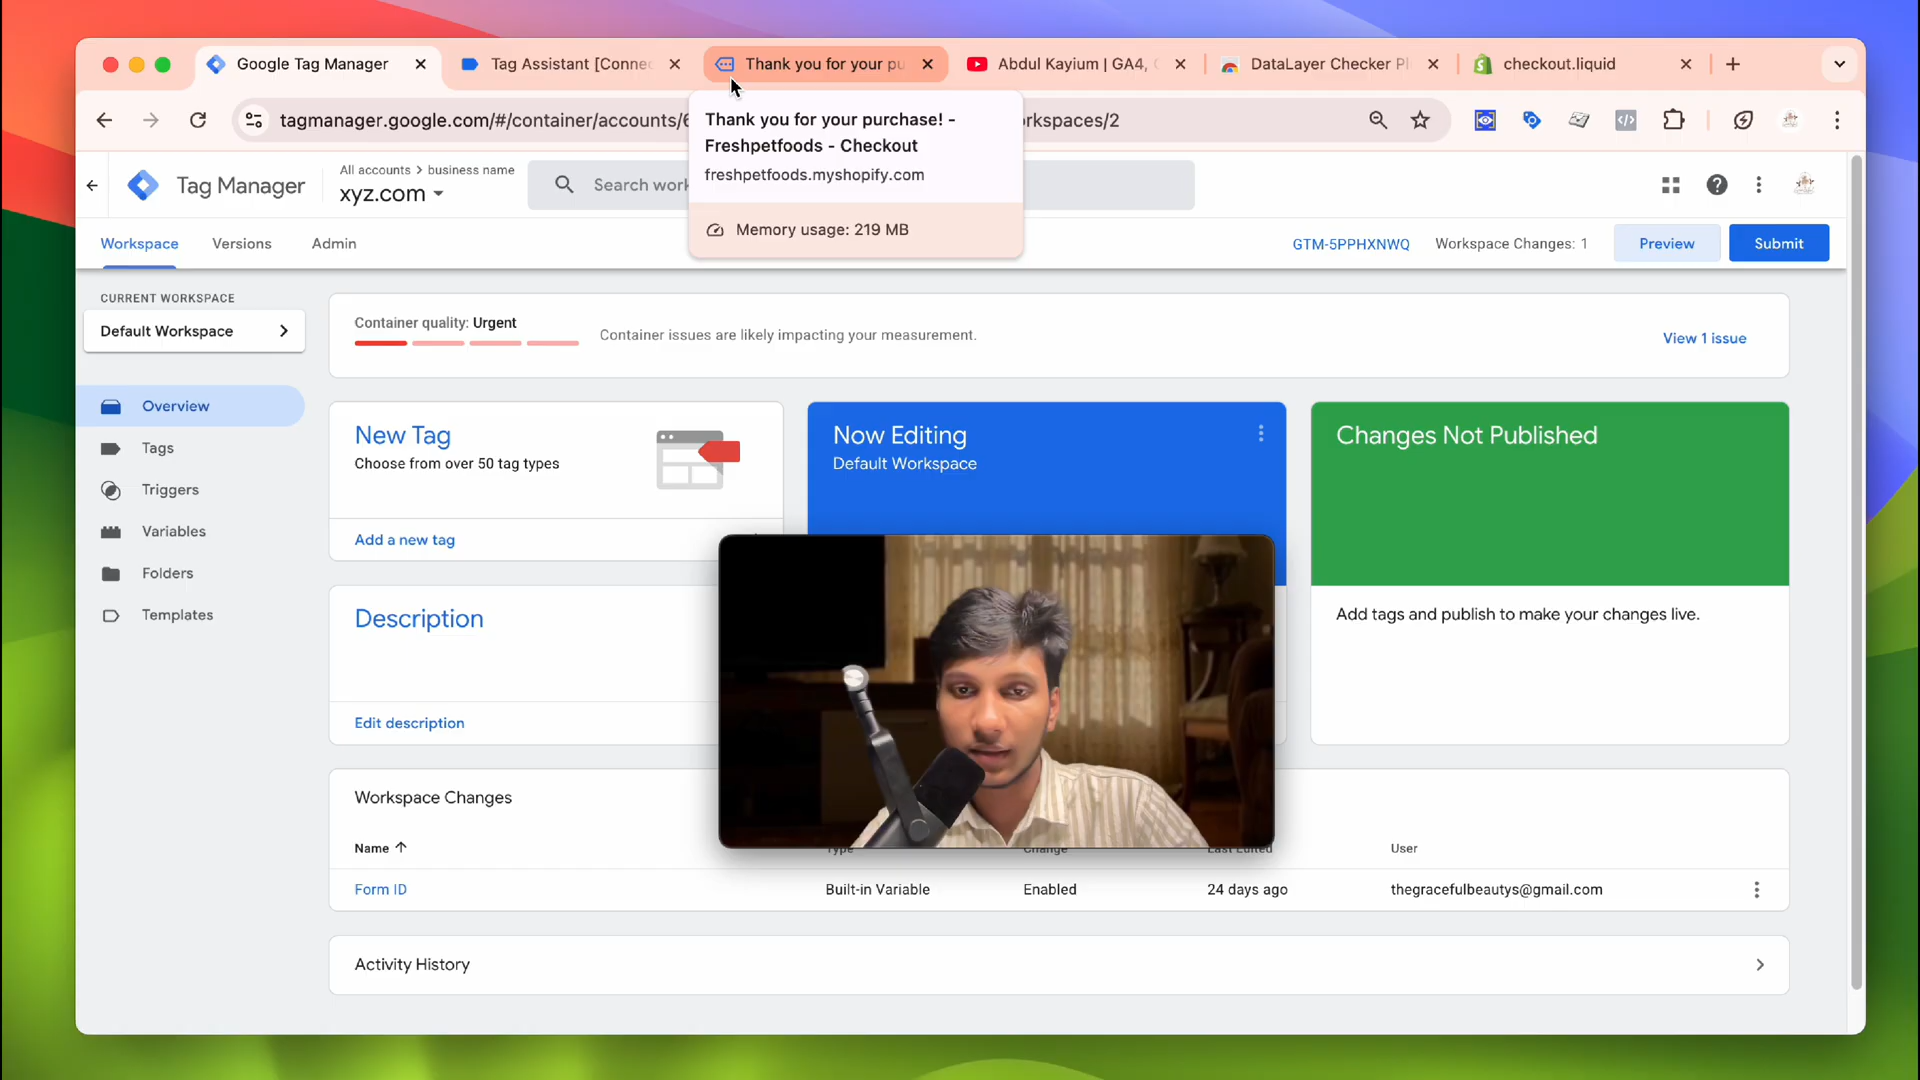 Google Tag Manager
Tag Assistant [Conne
Thank you for your pu
Abdul Kayium | GA4,
DataLayer Checker Pl
checkout.liquid
tagmanager.google.com/#/container/accounts/6
orkspaces/2
Thank you for your purchase! -
Freshpetfoods - Checkout
freshpetfoods.myshopify.com
Memory usage: 219 MB
Tag Manager
All accounts > business name
xyz.com
Search work
Workspace
Versions
Admin
GTM-5PPHXNWQ
Workspace Changes: 1
Preview
Submit
CURRENT WORKSPACE
Default Workspace
Overview
Tags
Triggers
Variables
Folders
Templates
Container quality: Urgent
Container issues are likely impacting your measurement.
View 1 issue
New Tag
Choose from over 50 tag types
Add a new tag
Now Editing
Default Workspace
Changes Not Published
Add tags and publish to make your changes live.
Description
Edit description
Workspace Changes
Name
Type
Change
Last Edited
User
Form ID
Built-in Variable
Enabled
24 days ago
thegracefulbeautys@gmail.com
Activity History